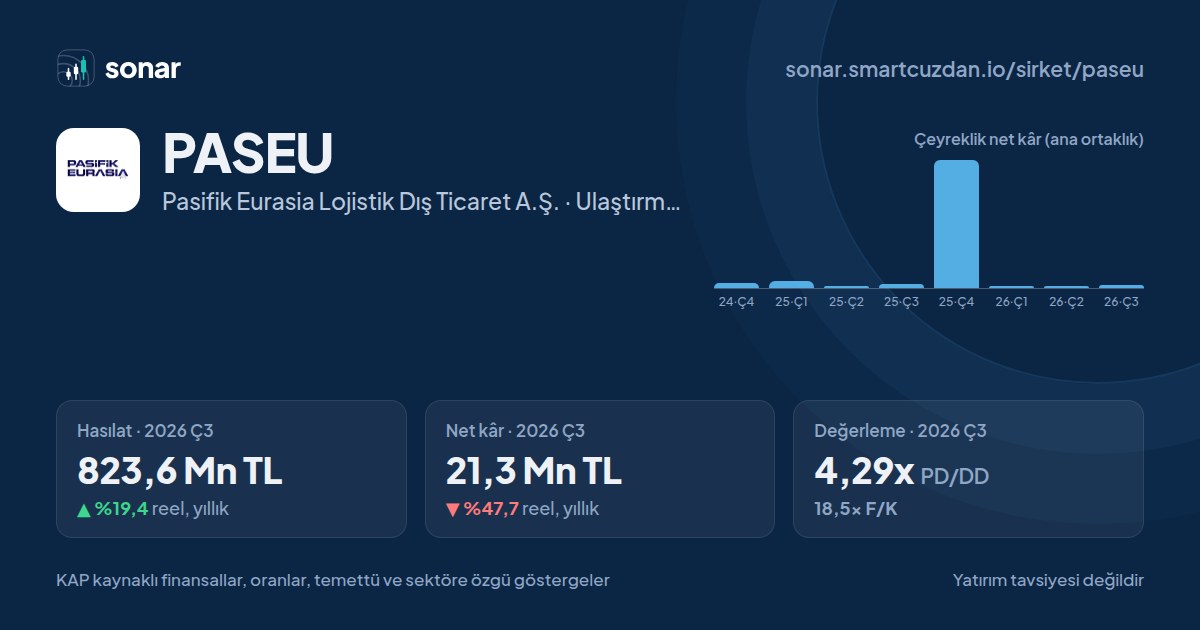 sonar
sonar.smartcuzdan.io/sirket/paseu
PASIFIK
EURASIA
PASEU
Pasifik Eurasia Lojistik Dış Ticaret A.Ş. · Ulaştırm...
Çeyreklik net kâr (ana ortaklık)
24·Ç4 25·Ç1 25·Ç2 25·Ç3 25·Ç4 26·Ç1 26·Ç2 26·Ç3
Hasılat · 2026 Ç3
823,6 Mn TL
▲ %19,4 reel, yıllık
Net kâr · 2026 Ç3
21,3 Mn TL
▼ %47,7 reel, yıllık
Değerleme · 2026 Ç3
4,29x PD/DD
18,5x F/K
KAP kaynaklı finansallar, oranlar, temettü ve sektöre özgü göstergeler
Yatırım tavsiyesi değildir